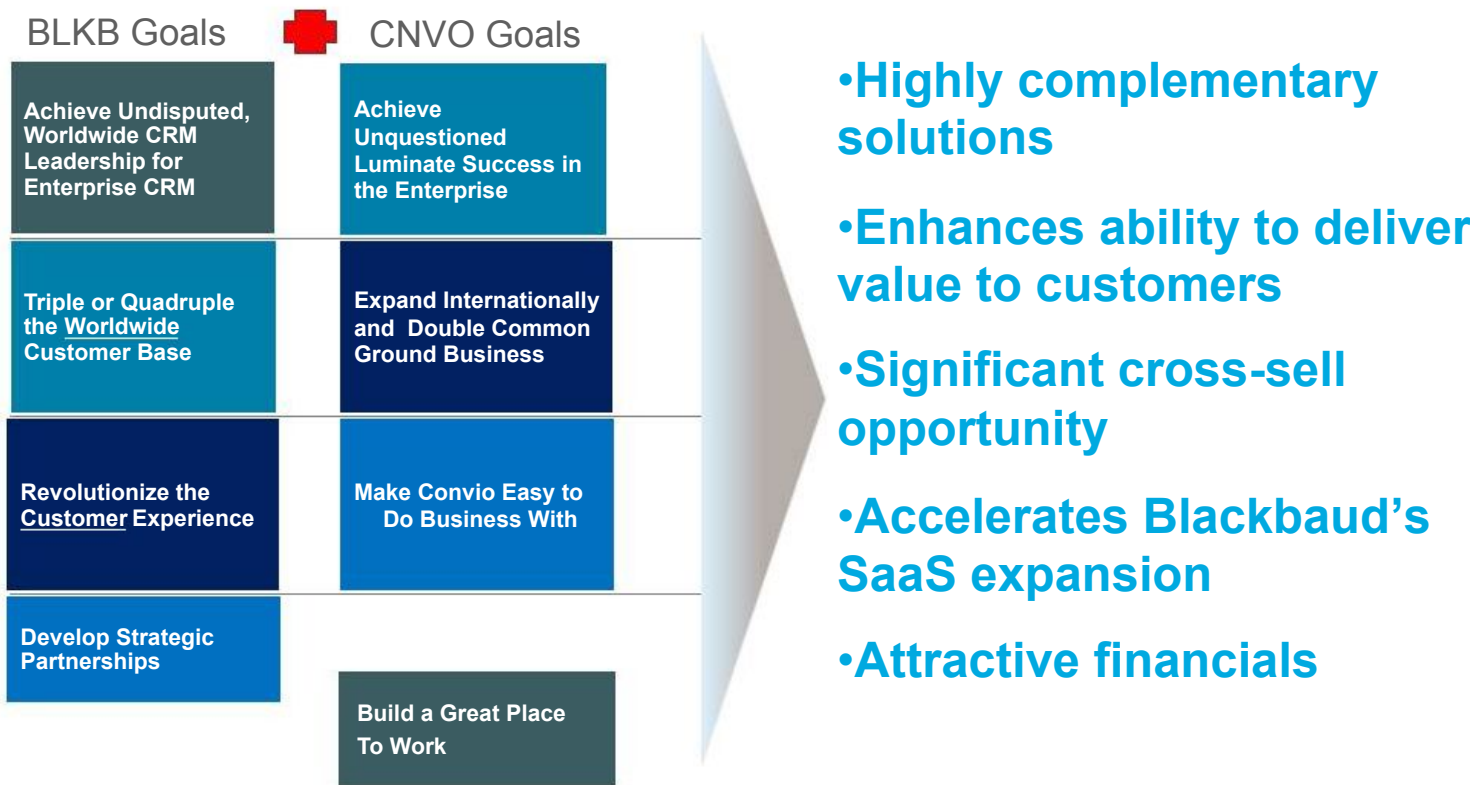 BLKB Goals
CNVO Goals
Achieve Undisputed,
Worldwide CRM
Leadership for
Enterprise CRM
Achieve
Unquestioned
Luminate Success in
the Enterprise
Triple or Quadruple
the Worldwide
Customer Base
Expand Internationally
and Double Common
Ground Business
Revolutionize the
Customer Experience
Make Convio Easy to
Do Business With
Develop Strategic
Partnerships
Build a Great Place
To Work
•Highly complementary
solutions
•Enhances ability to deliver
value to customers
•Significant cross-sell
opportunity
•Accelerates Blackbaud’s
SaaS expansion
•Attractive financials